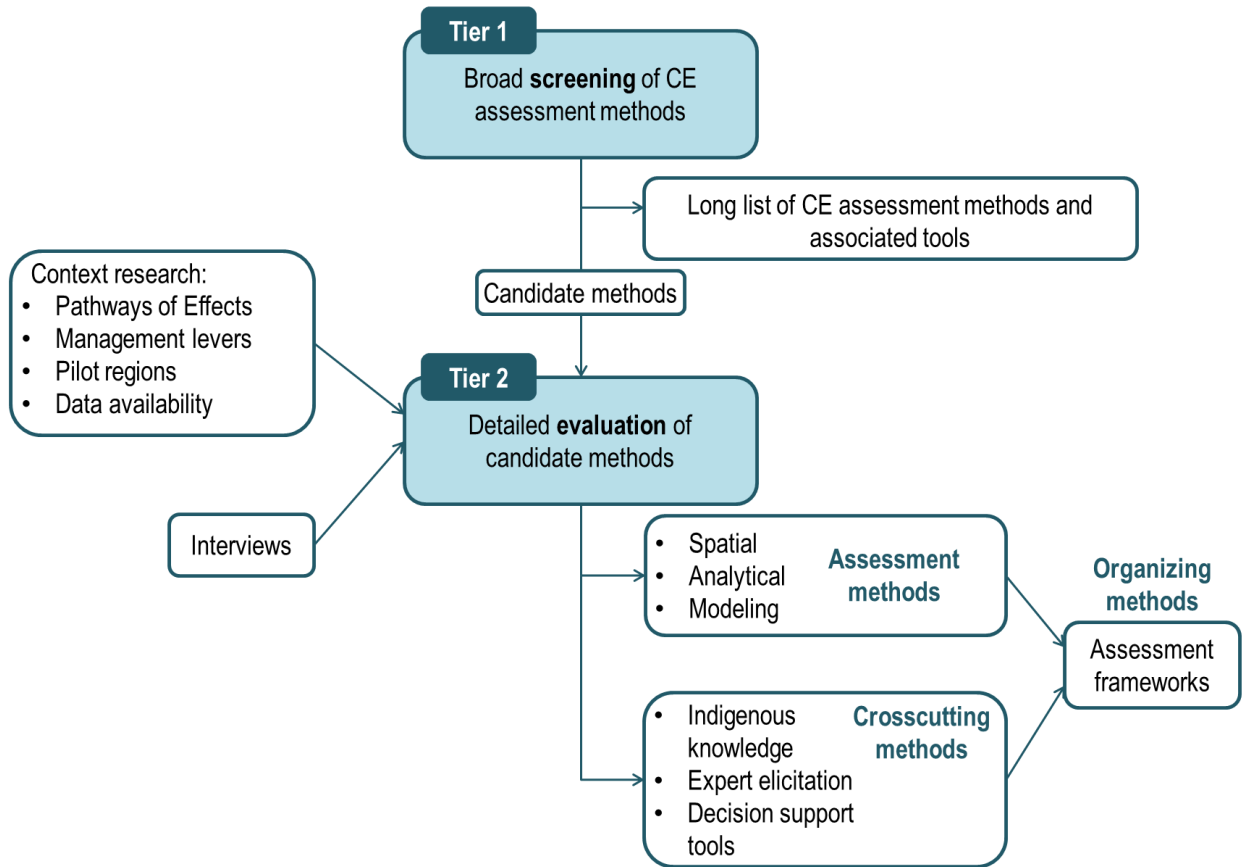 Tier 1
Broad screening of CE
assessment methods
Long list of CE assessment methods and
associated tools
Candidate methods
Context research:
• Pathways of Effects
• Management levers
• Pilot regions
• Data availability
Tier 2
Detailed evaluation of
candidate methods
Interviews
• Spatial
• Analytical
• Modeling
Assessment
methods
• Indigenous
knowledge
• Expert elicitation
• Decision support
tools
Crosscutting
methods
Organizing
methods
Assessment
frameworks